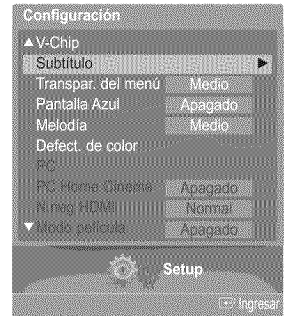 Configuración
▲V-Chip
Subtítulo ►
Transpar. del menú Medio
Pantalla Azul Apagado
Melodía Medio
Defect. de color
PC
PC Home Cinema Apagado
N.neg HDMI Normal
▼Modo película Apagado
Setup
Ingresar